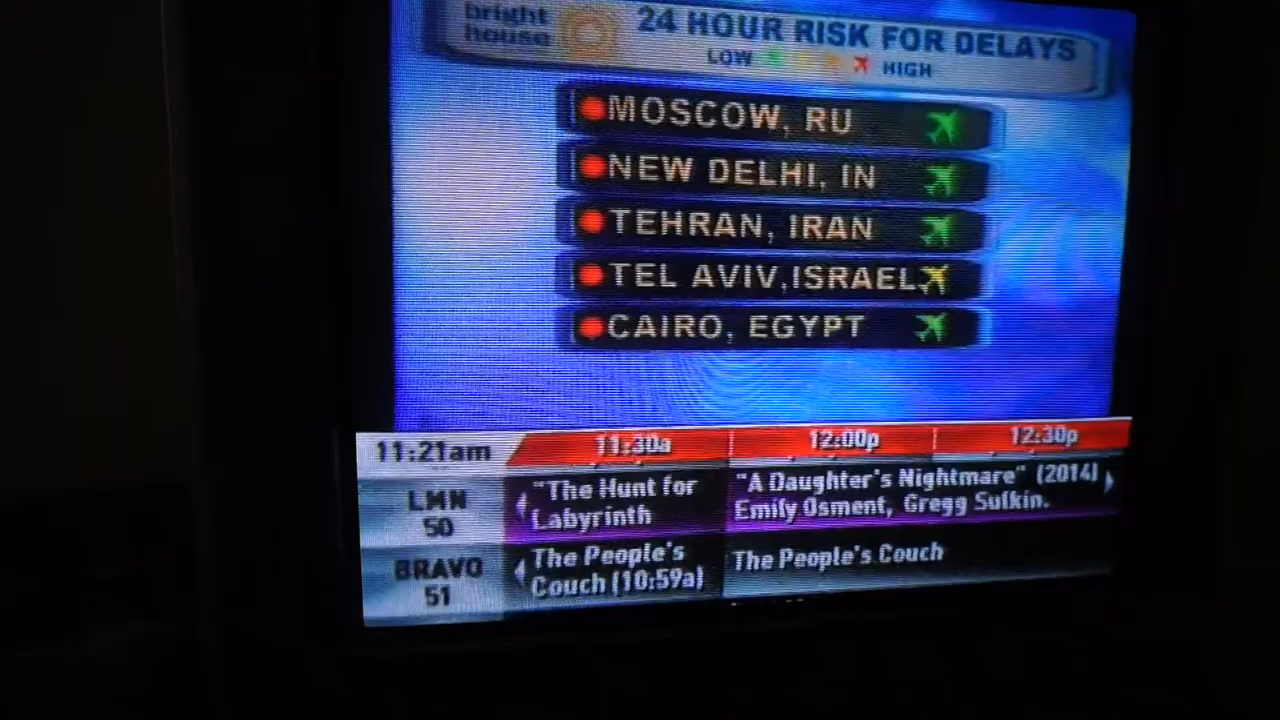 bright
house
24 HOUR RISK FOR DELAYS
LOW HIGH
MOSCOW, RU
NEW DELHI, IN
TEHRAN, IRAN
TEL AVIV,ISRAEL
CAIRO, EGYPT
11:21am 11:30a 12:00p 12:30p
LMN
50
"The Hunt for
Labyrinth
"A Daughter's Nightmare" (2014)
Emily Osment, Gregg Sulkin.
BRAVO
51
The People's
Couch (10:59a)
The People's Couch